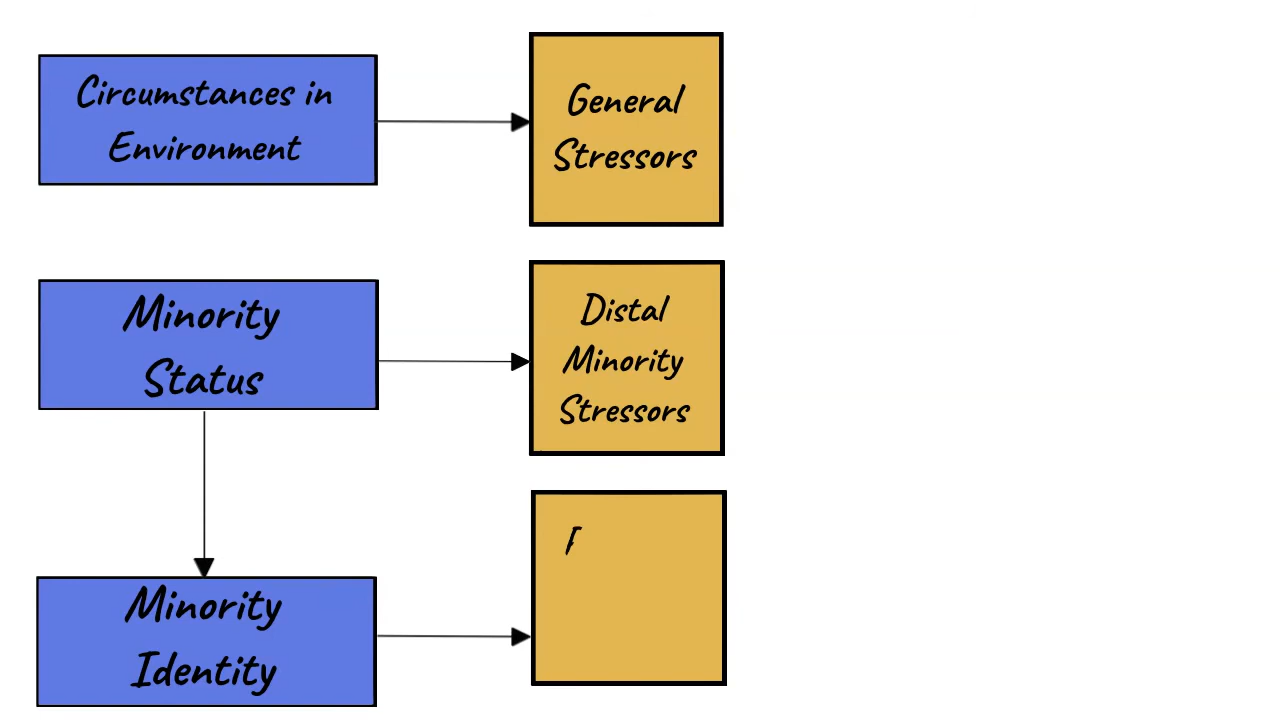 Circumstances in
Environment
General
Stressors
Minority
Status
Distal
Minority
Stressors
Minority
Identity